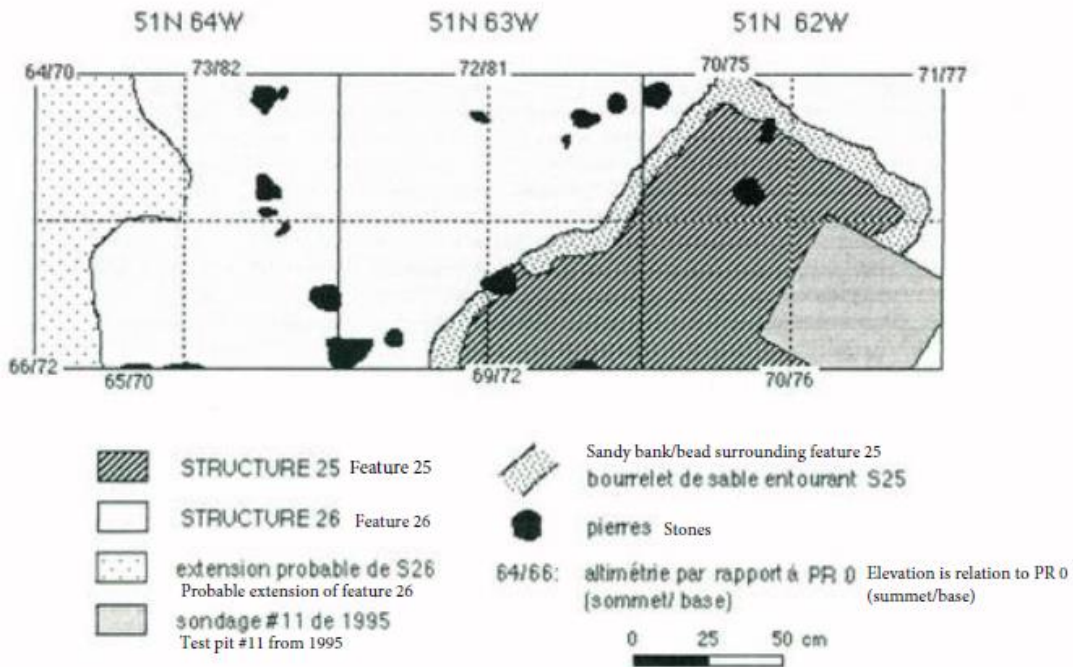 51N 64W 51N 63W 51N 62W
64/70 73/82 72/81 70/75 71/77
66/72 65/70 69/72 70/76
STRUCTURE 25 Feature 25
STRUCTURE 26 Feature 26
extension probable de S26
Probable extension of feature 26
sondage #11 de 1995
Test pit #11 from 1995
Sandy bank/bead surrounding feature 25
bourrelet de sable entourant S25
pierres Stones
64/66: altimétrie par rapport á PR 0 Elevation is relation to PR 0
(sommet/ base) (summet/base)
0 25 50 cm